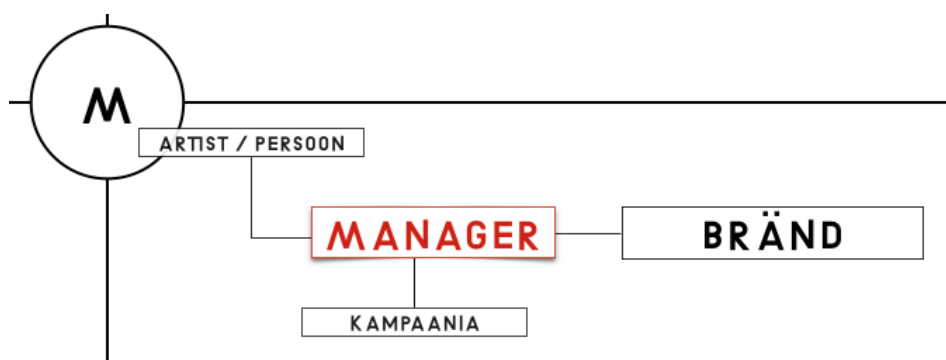 M
ARTIST / PERSOON
MANAGER
BRÄND
KAMPAANIA